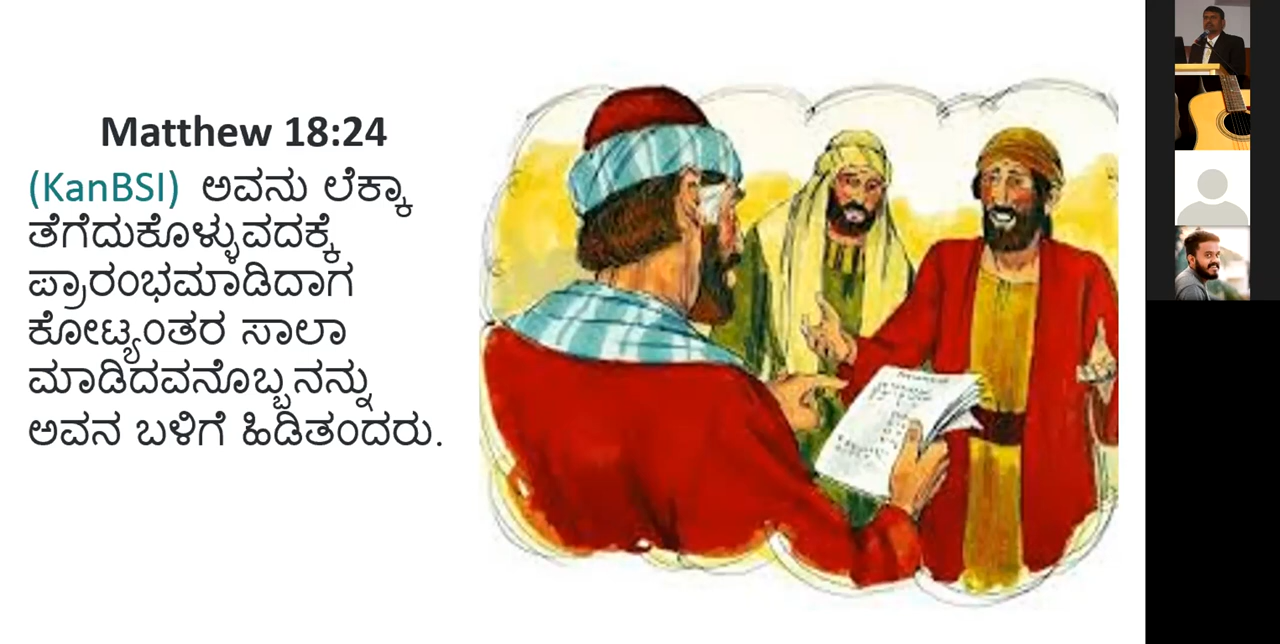 Matthew 18:24
(KanBSI) ಅವನು ಲೆಕ್ಕಾ
ತೆಗೆದುಕೊಳ್ಳುವದಕ್ಕೆ
ಪ್ರಾರಂಭಮಾಡಿದಾಗ
ಕೋಟ್ಯಂತರ ಸಾಲಾ
ಮಾಡಿದವನೊಬ್ಬನನ್ನು
ಅವನ ಬಳಿಗೆ ಹಿಡಿತಂದರು.